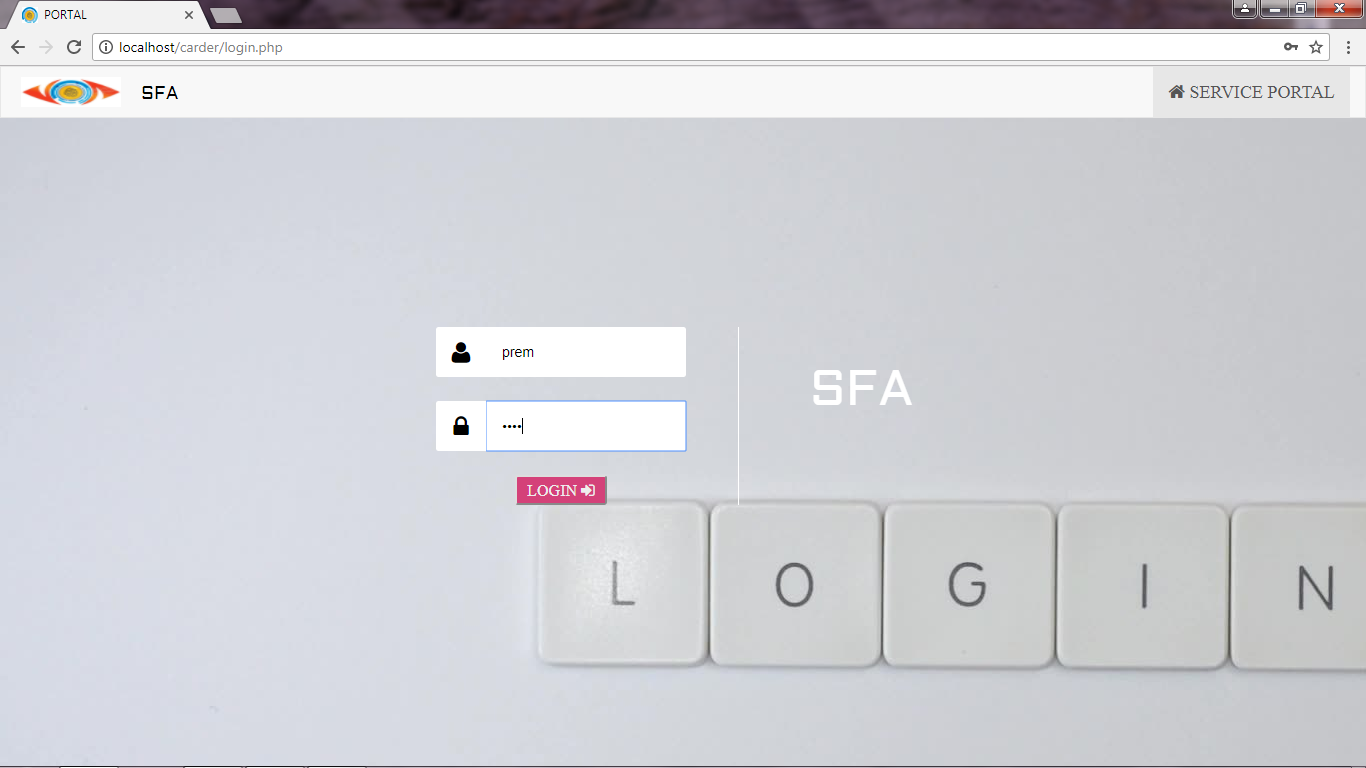 PORTAL
localhost/carder/login.php
SFA
SERVICE PORTAL
prem
••••
SFA
LOGIN
L O G I N